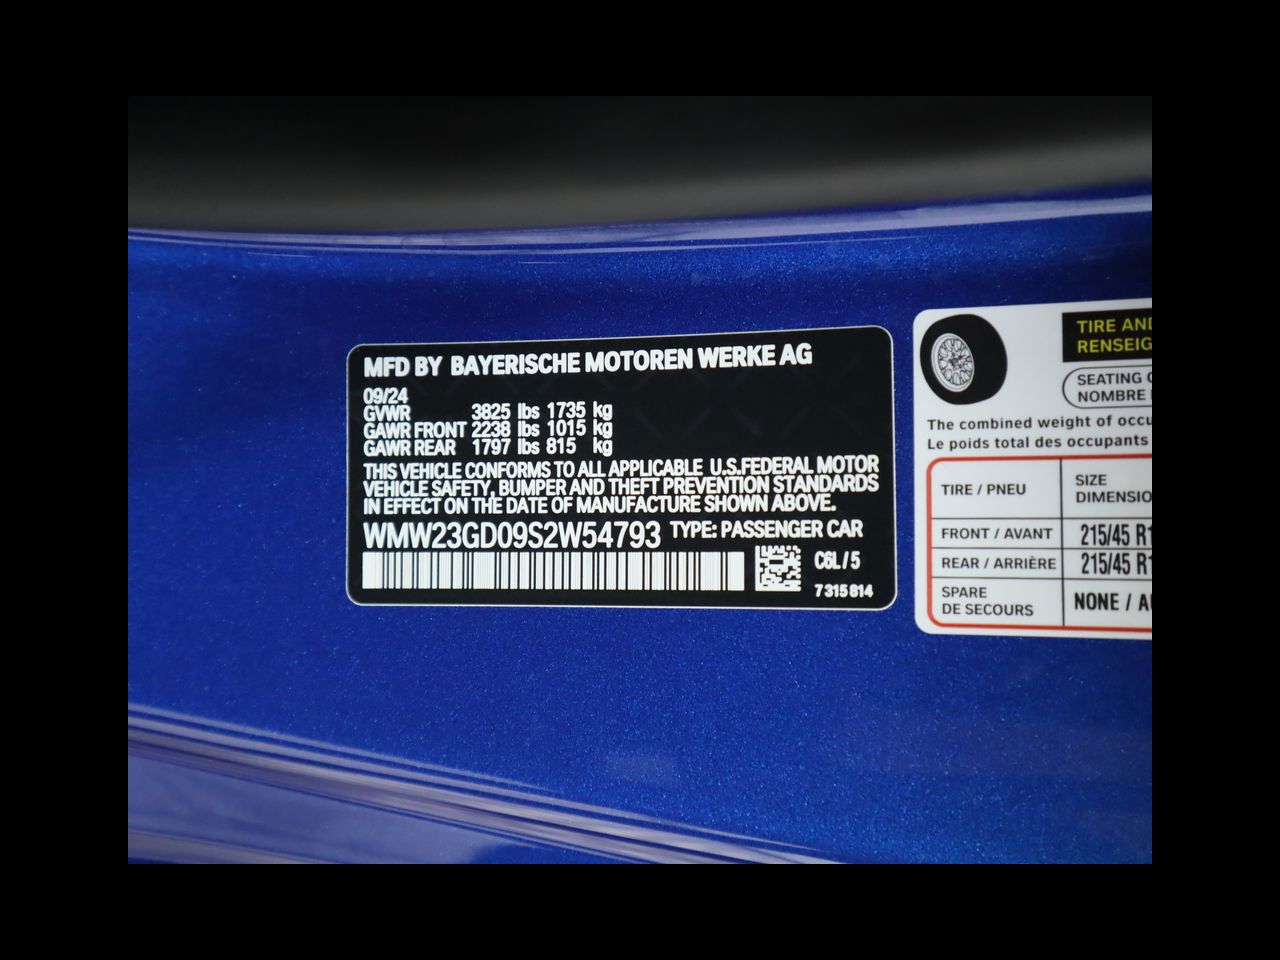 MFD BY BAYERISCHE MOTOREN WERKE AG
09/24
GVWR 3825 lbs 1735 kg
GAWR FRONT 2238 lbs 1015 kg
GAWR REAR 1797 lbs 815 kg
THIS VEHICLE CONFORMS TO ALL APPLICABLE U.S.FEDERAL MOTOR
VEHICLE SAFETY, BUMPER AND THEFT PREVENTION STANDARDS
IN EFFECT ON THE DATE OF MANUFACTURE SHOWN ABOVE.
WMW23GD09S2W54793 TYPE: PASSENGER CAR
C6L / 5
7315814
TIRE AND
RENSEIG
SEATING
NOMBRE
The combined weight of occu
Le poids total des occupants
TIRE / PNEU
SIZE
DIMENSIO
FRONT / AVANT 215/45 R1
REAR / ARRIÈRE 215/45 R1
SPARE
DE SECOURS
NONE / A